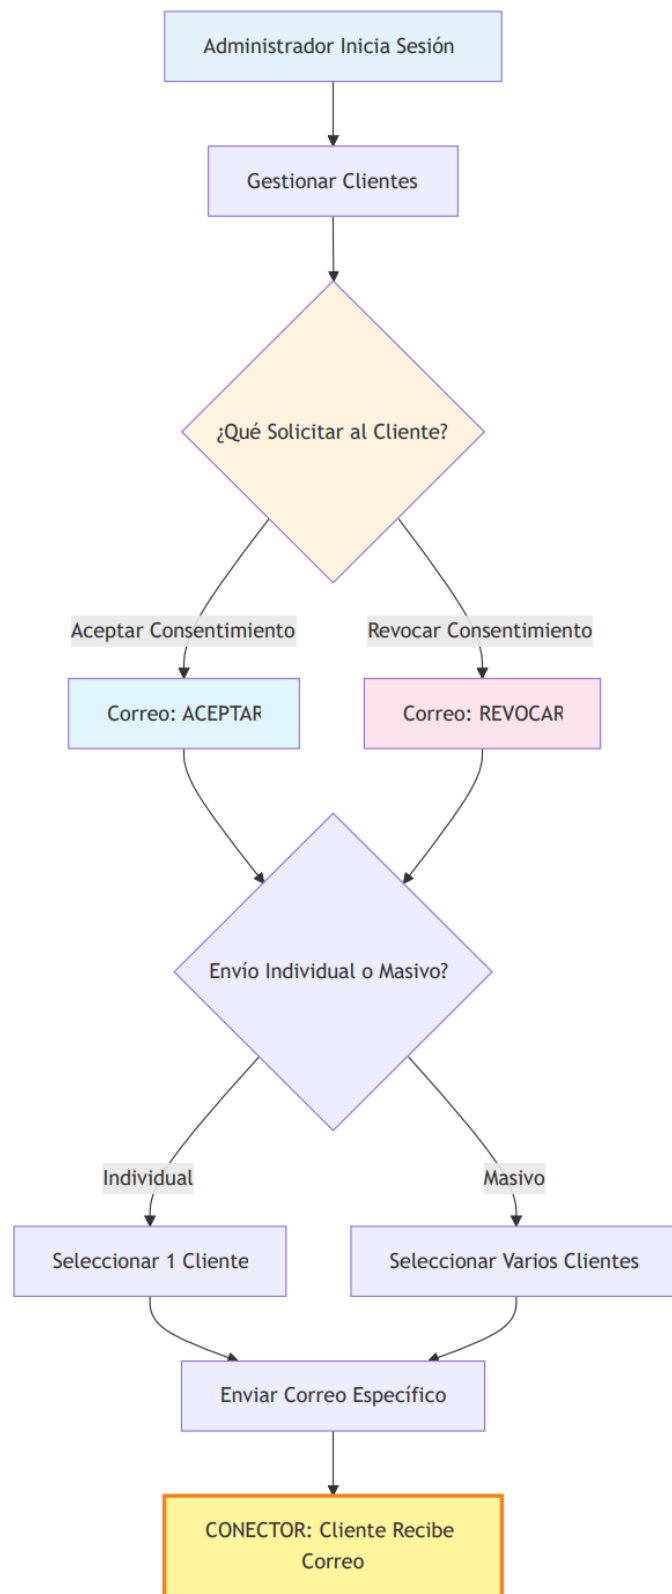 Administrador Inicia Sesión
Gestionar Clientes
¿Qué Solicitar al Cliente?
Aceptar Consentimiento
Revocar Consentimiento
Correo: ACEPTAR
Correo: REVOCAR
Envío Individual o Masivo?
Individual
Masivo
Seleccionar 1 Cliente
Seleccionar Varios Clientes
Enviar Correo Específico
CONECTOR: Cliente Recibe
Correo